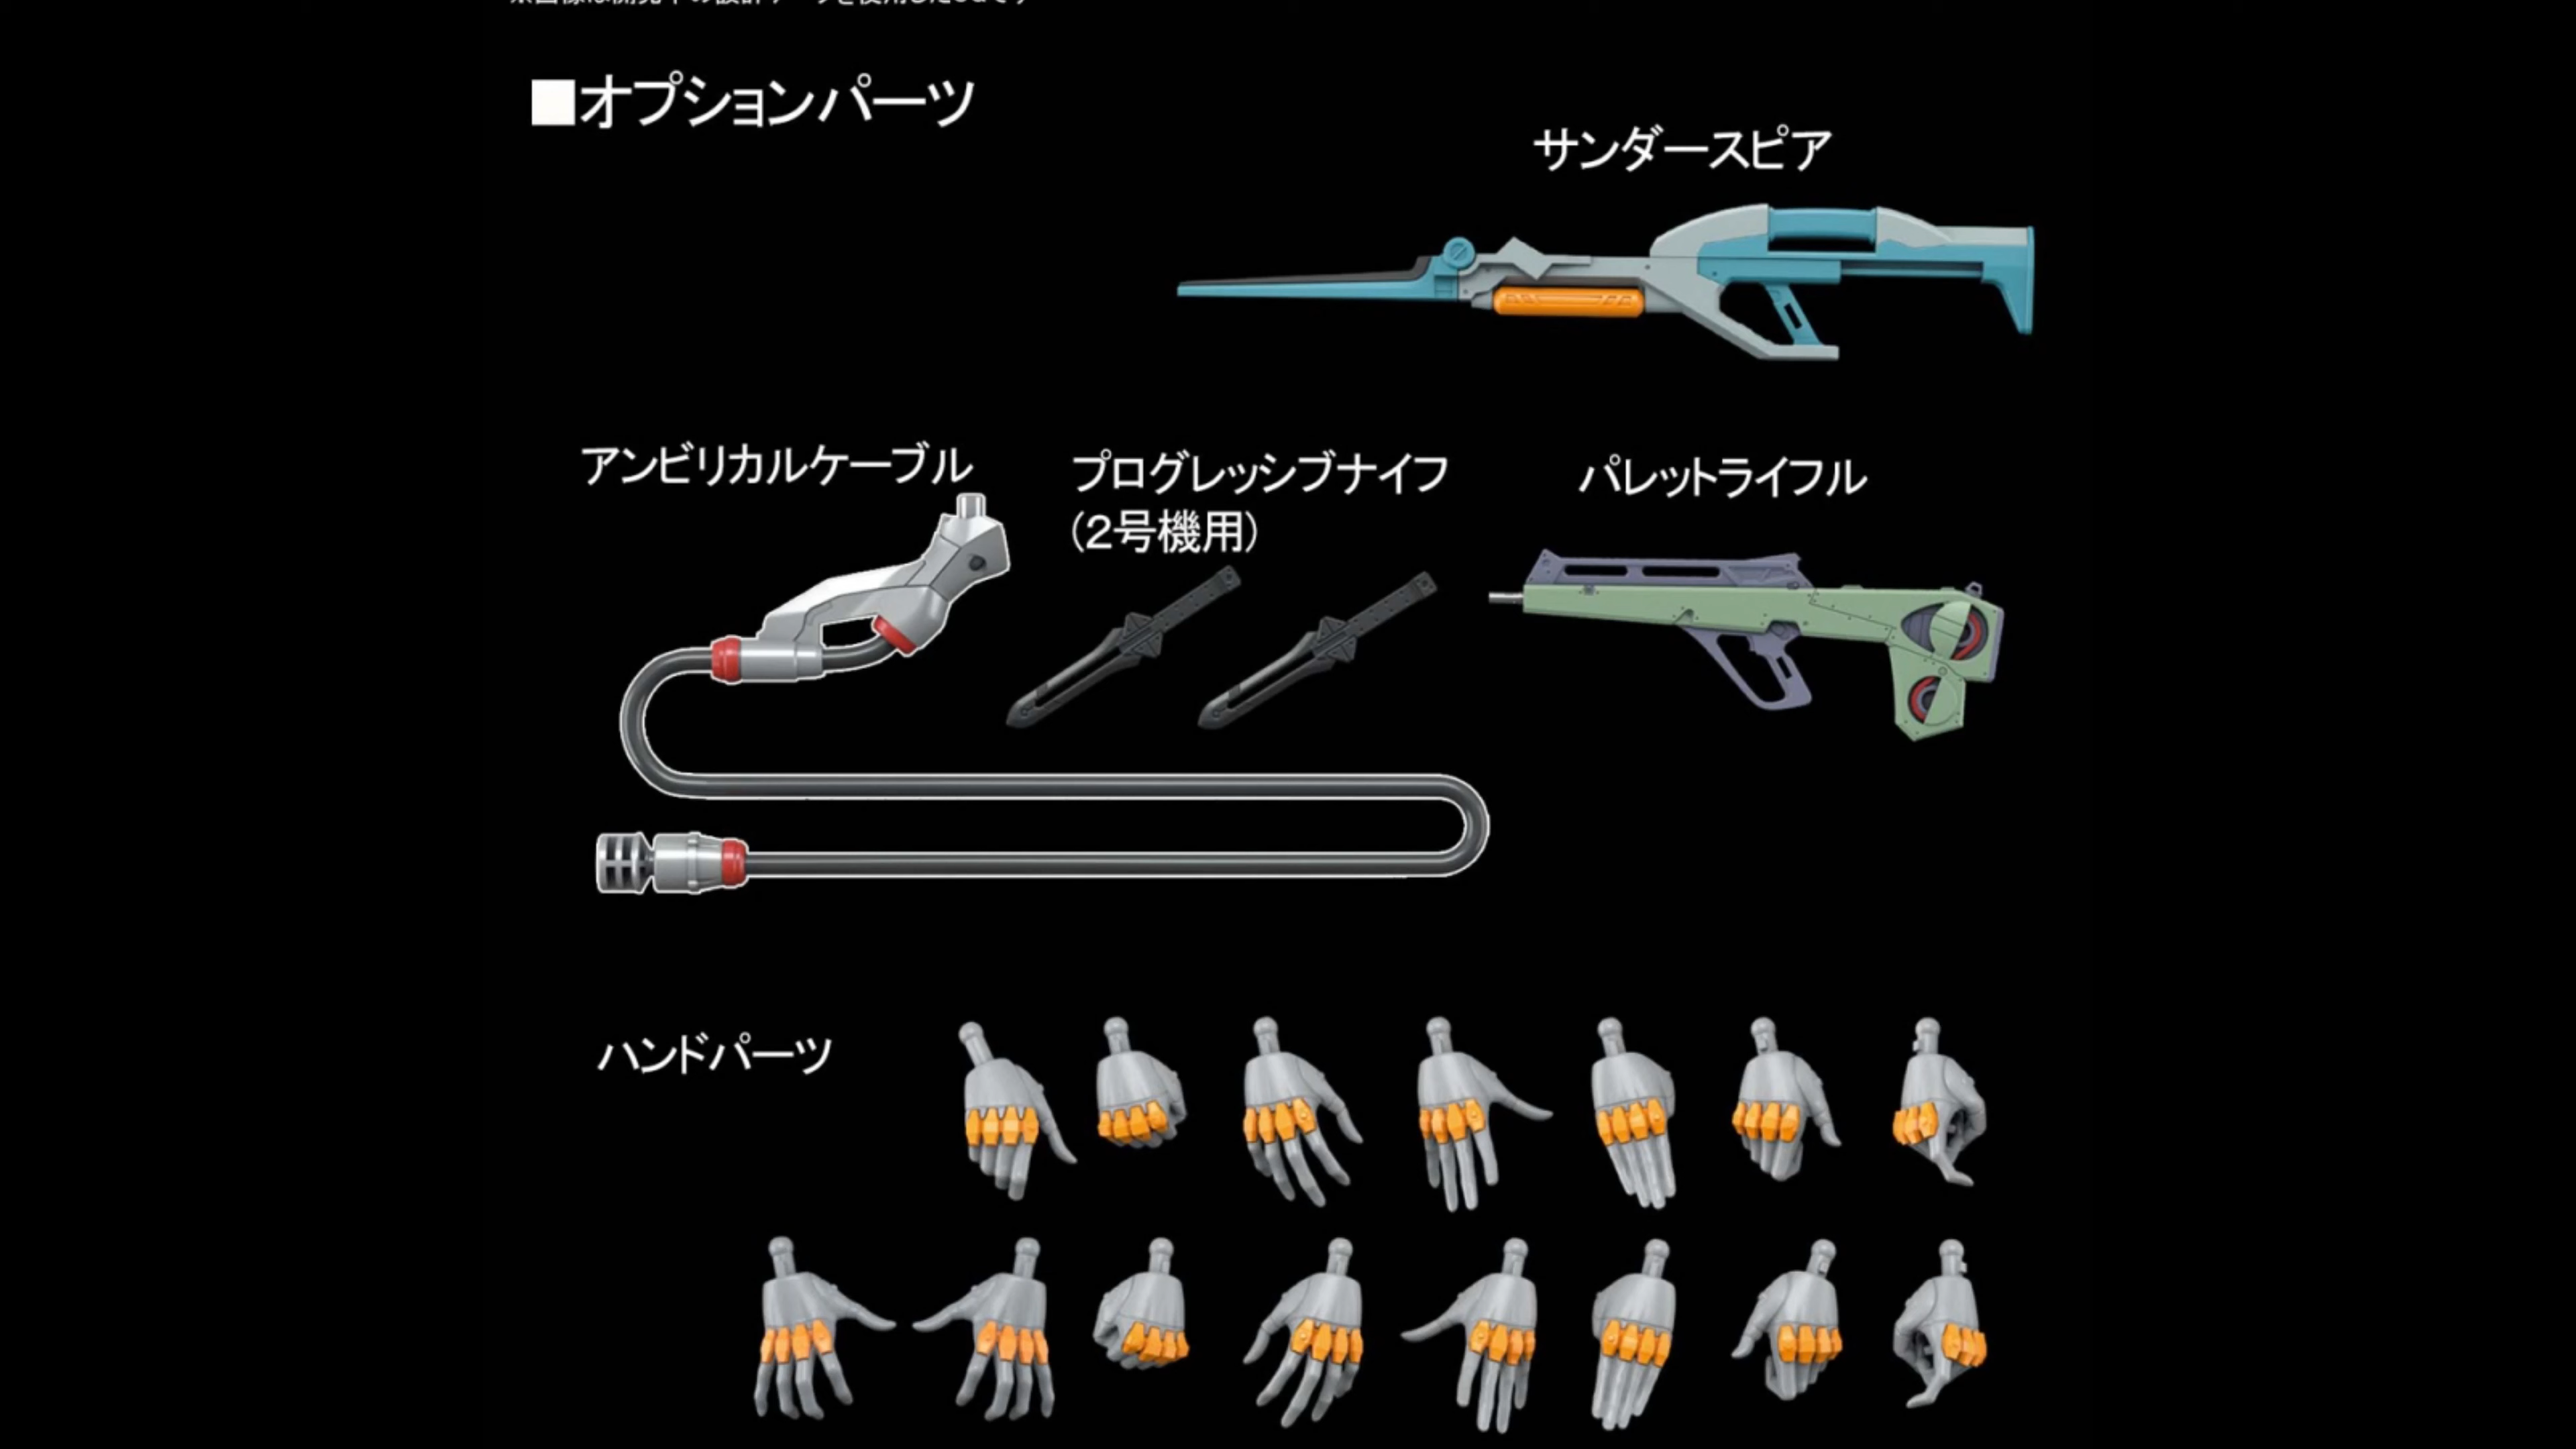 ■オプションパーツ
サンダースピア
アンビリカルケーブル
プログレッシブナイフ
(2号機用)
パレットライフル
ハンドパーツ